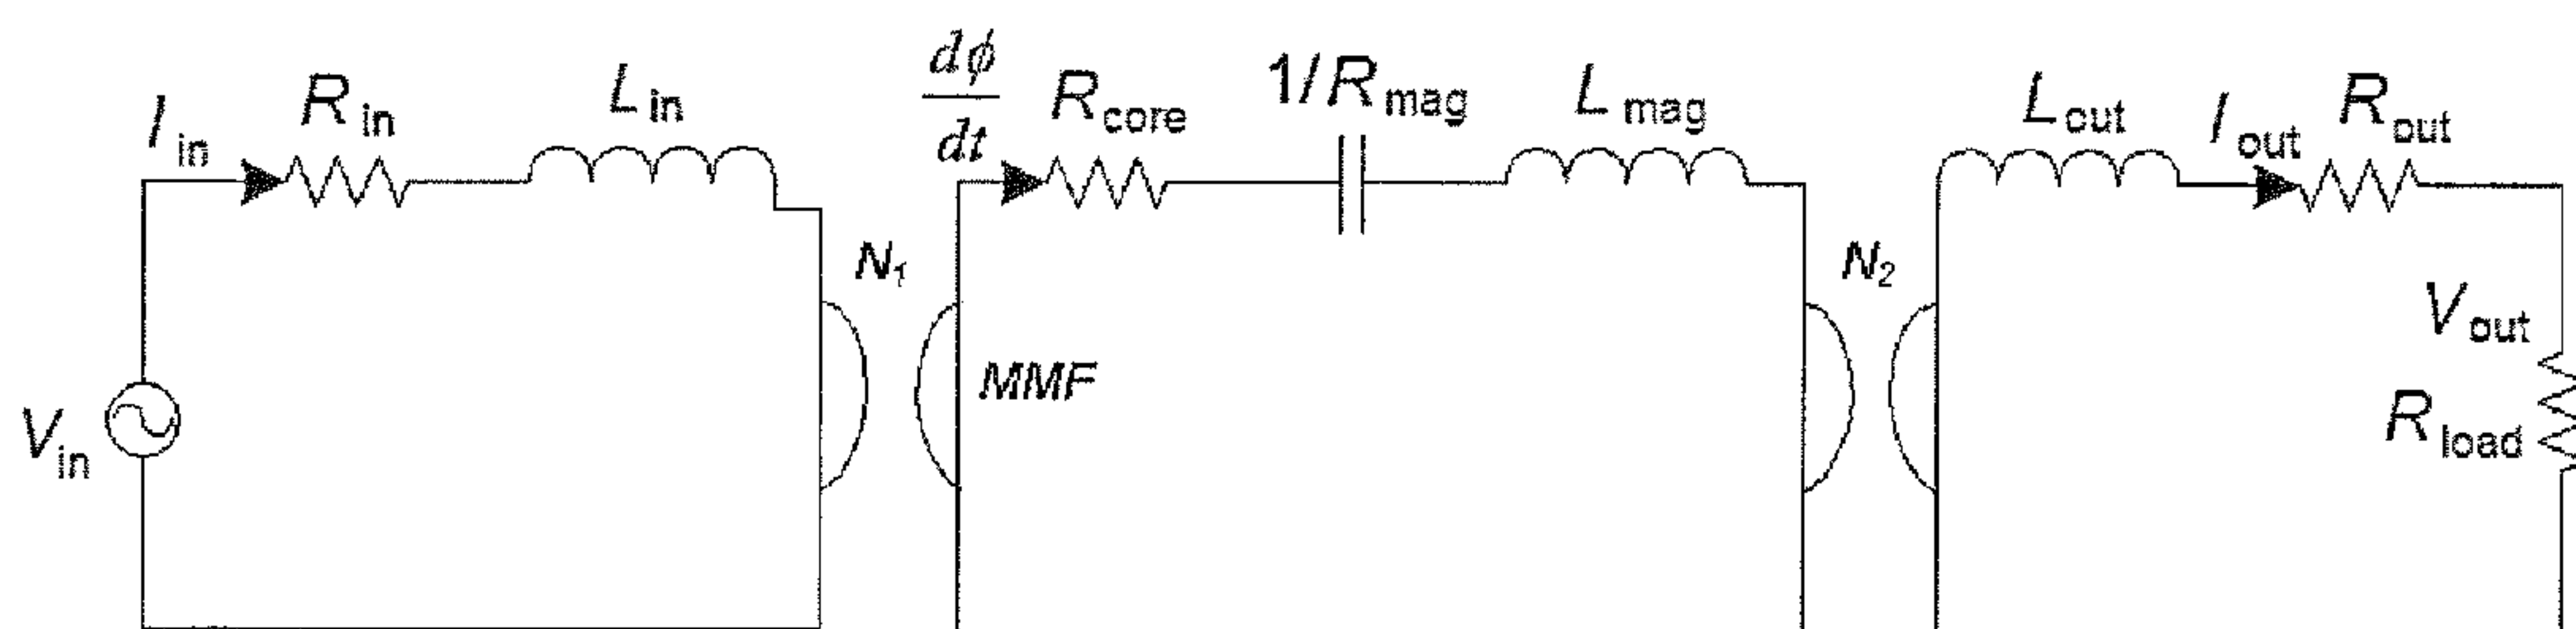 I in
R in
L in
dφ/dt
R core
1/R mag
L mag
L out
I out
R out
N1
N2
MMF
V in
V out
R load